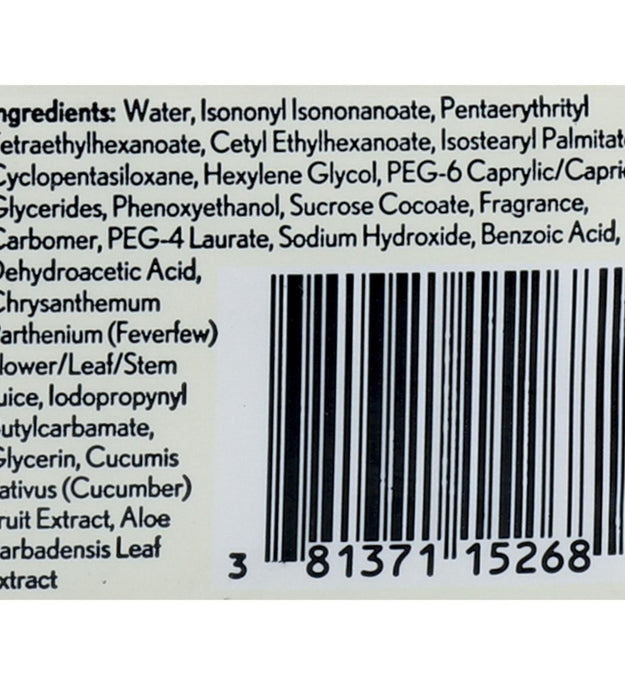 ngredients: Water, Isononyl Isononanoate, Pentaerythrityl
etraethylhexanoate, Cetyl Ethylhexanoate, Isostearyl Palmitat
Cyclopentasiloxane, Hexylene Glycol, PEG-6 Caprylic/Capri
Glycerides, Phenoxyethanol, Sucrose Cocoate, Fragrance,
Carbomer, PEG-4 Laurate, Sodium Hydroxide, Benzoic Acid,
Dehydroacetic Acid,
Chrysanthemum
arthenium (Feverfew)
lower/Leaf/Stem
uice, Iodopropynyl
utylcarbamate,
Glycerin, Cucumis
ativus (Cucumber)
ruit Extract, Aloe
arbadensis Leaf
xtract
3 81371 15268